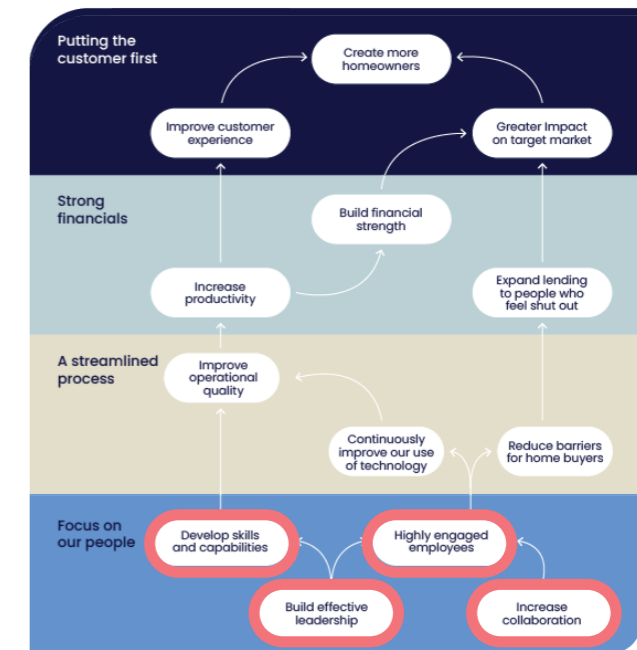 Putting the
customer first
Create more
homeowners
Improve customer
experience
Greater Impact
on target market
Strong
financials
Build financial
strength
Increase
productivity
Expand lending
to people who
feel shut out
A streamlined
process
Improve
operational
quality
Continuously
improve our use
of technology
Reduce barriers
for home buyers
Focus on
our people
Develop skills
and capabilities
Highly engaged
employees
Build effective
leadership
Increase
collaboration